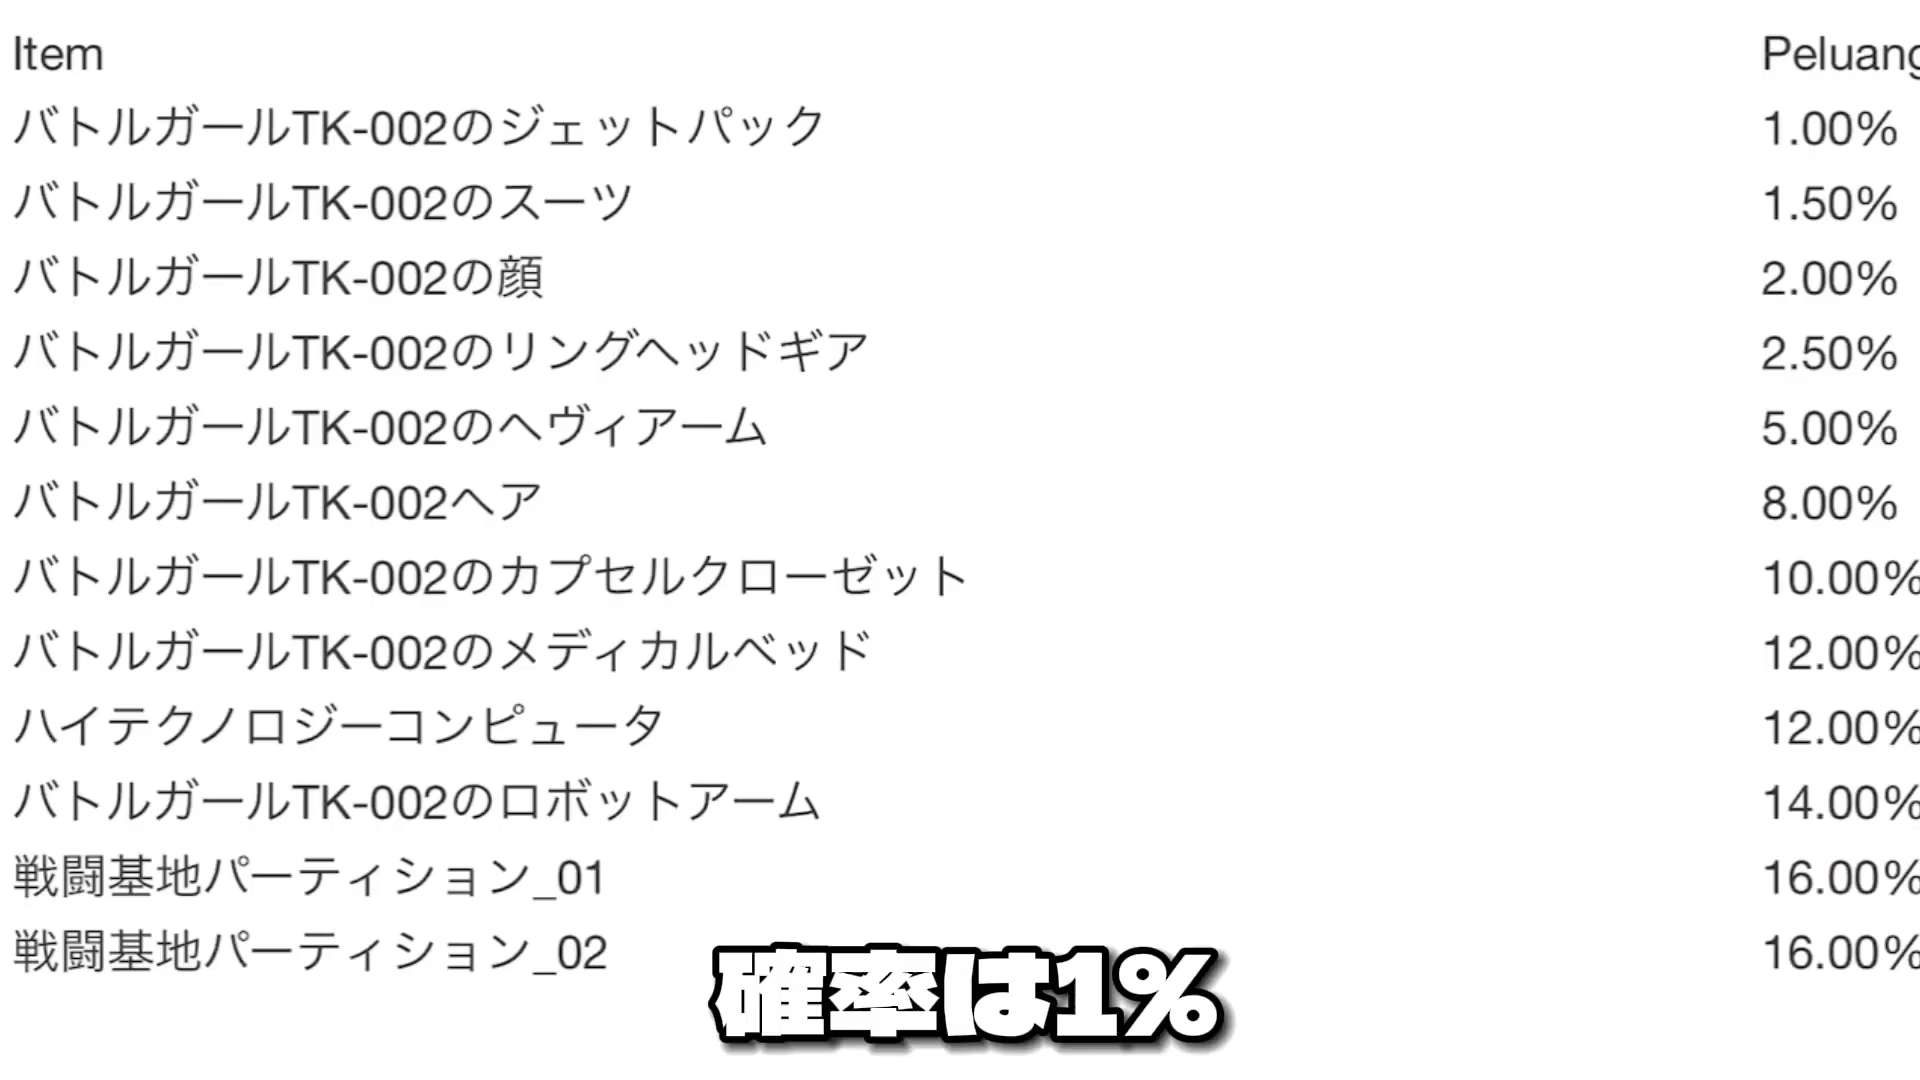 Item Peluang
バトルガールTK-002のジェットパック 1.00%
バトルガールTK-002のスーツ 1.50%
バトルガールTK-002の顔 2.00%
バトルガールTK-002のリングヘッドギア 2.50%
バトルガールTK-002のヘヴィアーム 5.00%
バトルガールTK-002ヘア 8.00%
バトルガールTK-002のカプセルクローゼット 10.00%
バトルガールTK-002のメディカルベッド 12.00%
ハイテクノロジーコンピュータ 12.00%
バトルガールTK-002のロボットアーム 14.00%
戦闘基地パーティション_01 16.00%
戦闘基地パーティション_02 16.00%
確率は1%